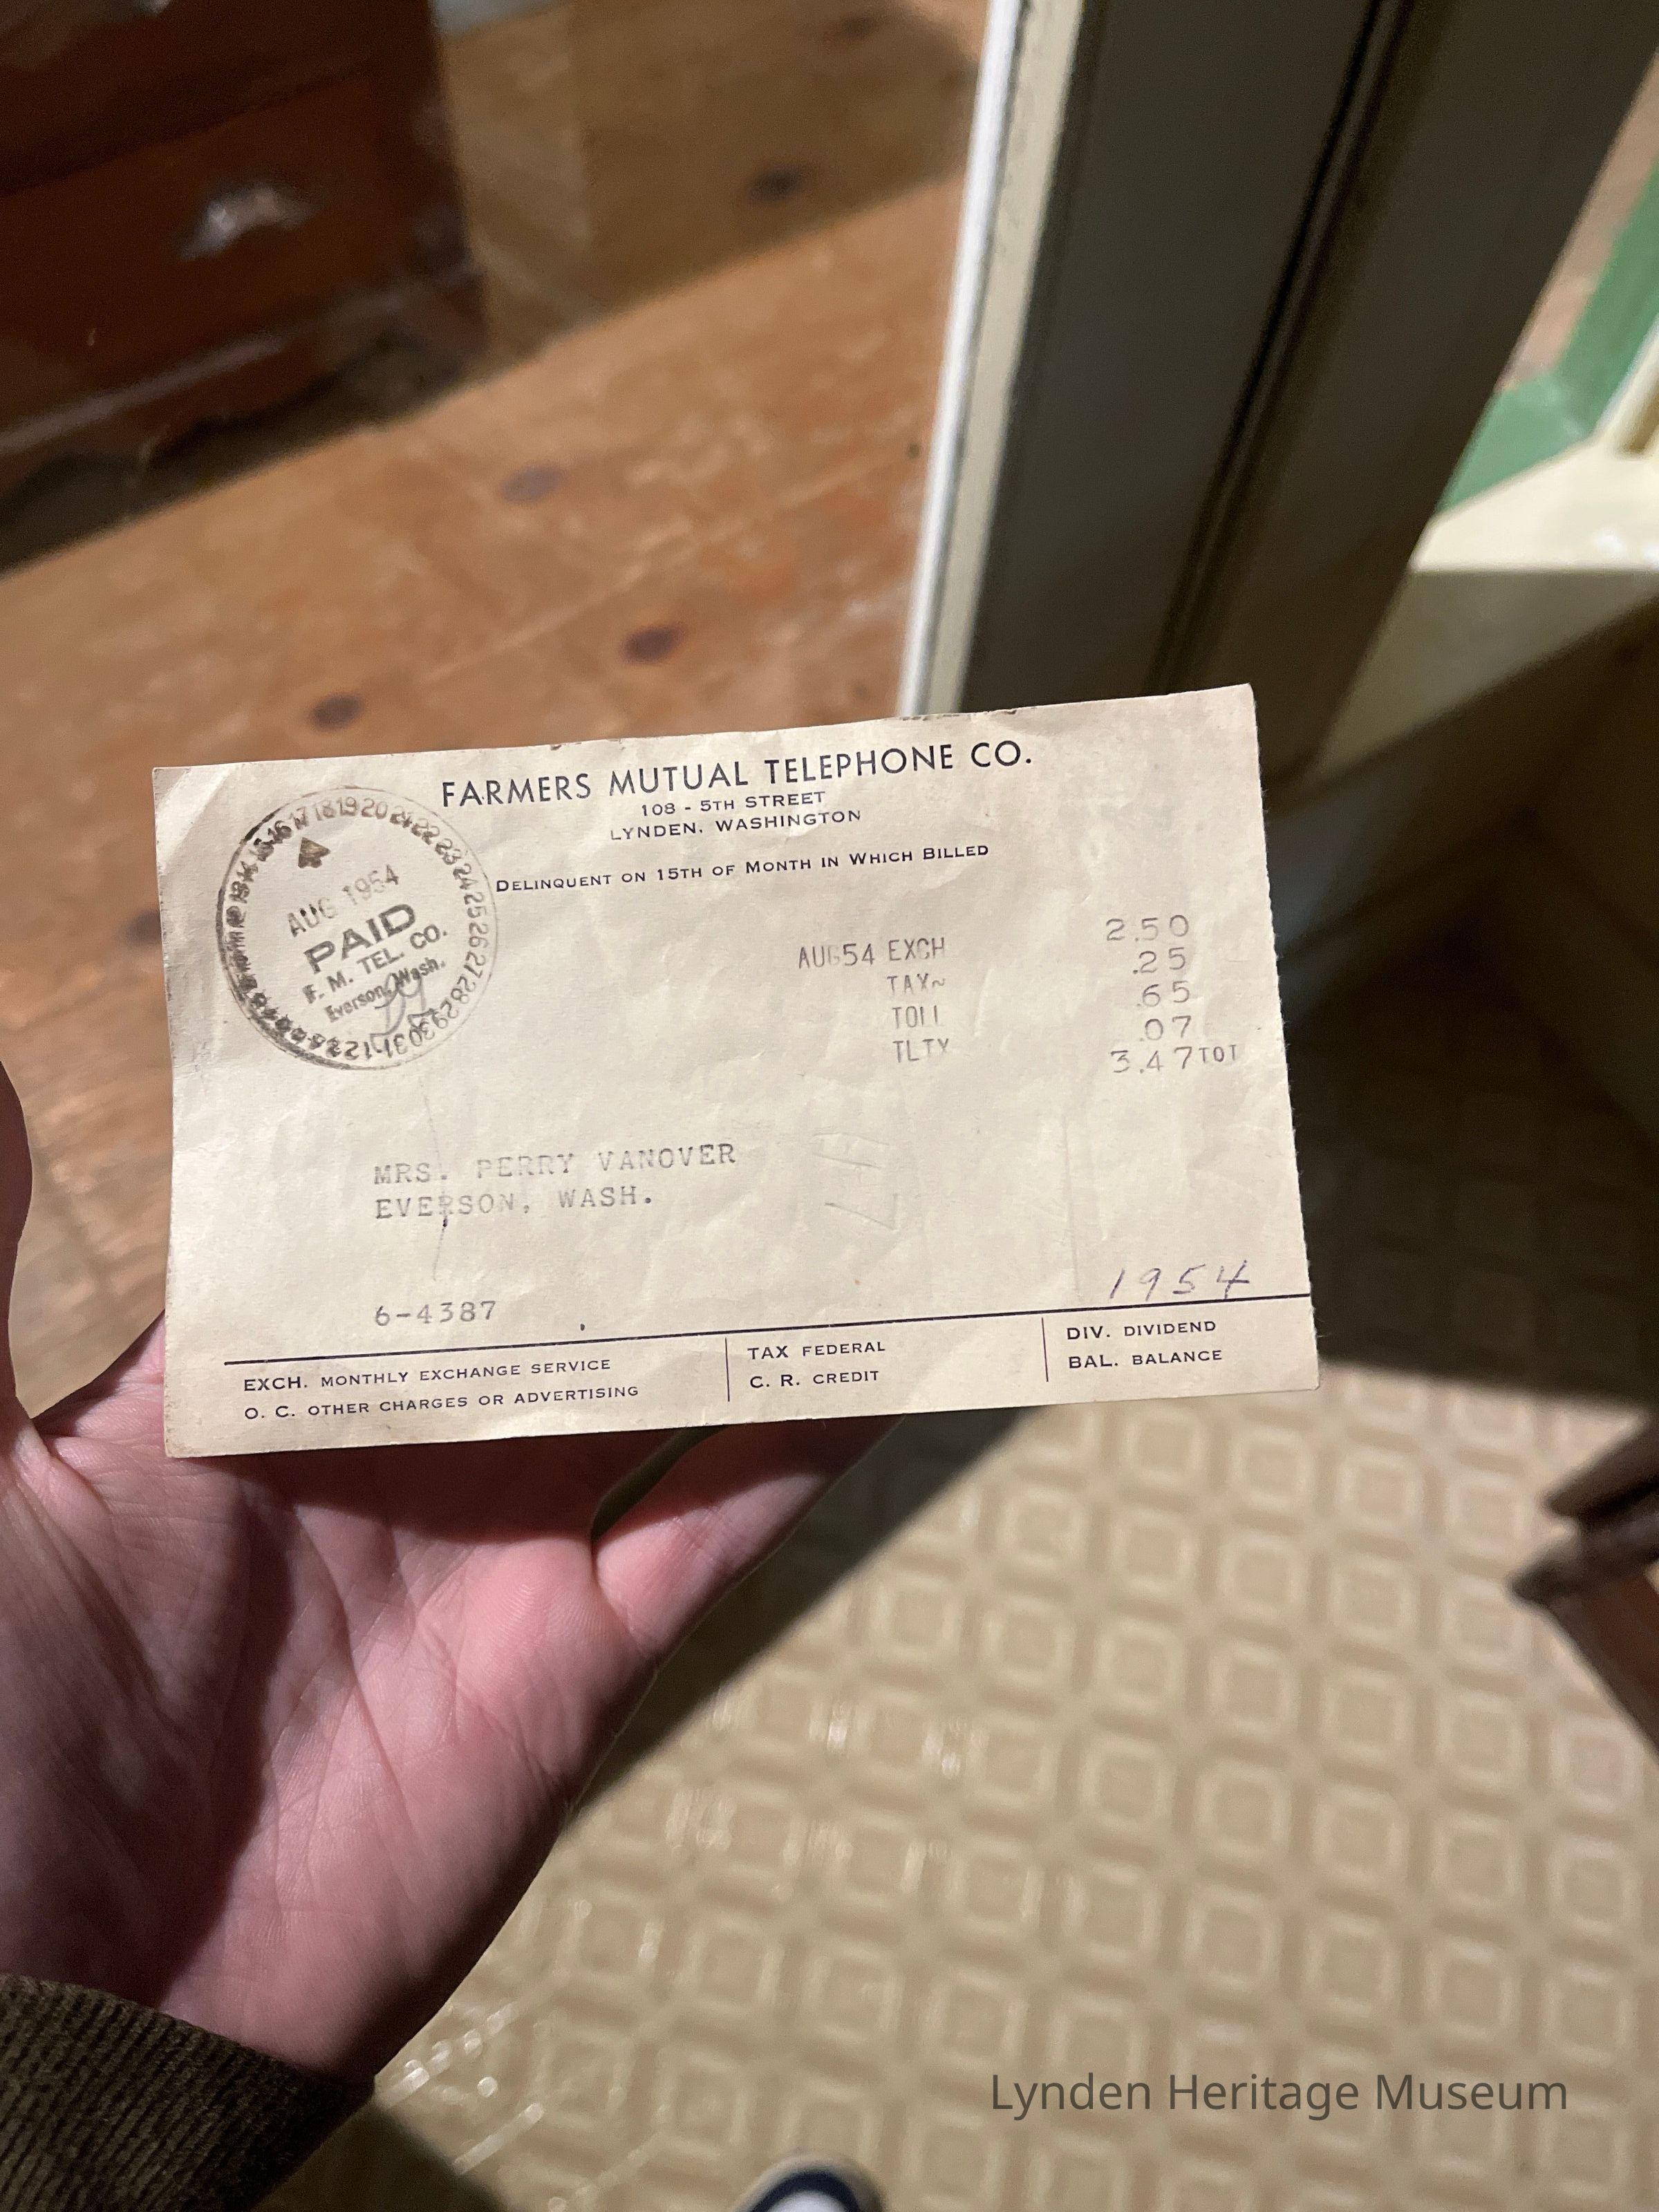 FARMERS MUTUAL TELEPHONE CO.
108 - 5TH STREET
LYNDEN, WASHINGTON
DELINQUENT ON 15TH OF MONTH IN WHICH BILLED
AUG 1954
PAID
F. M. TEL. CO.
Everson, Wash.
AUG54 EXCH 2.50
TAX~ .25
TOLL .65
TLTX .07
3.47TOT
MRS. PERRY VANOVER
EVERSON, WASH.
1954
6-4387
EXCH. MONTHLY EXCHANGE SERVICE
O. C. OTHER CHARGES OR ADVERTISING
TAX FEDERAL
C. R. CREDIT
DIV. DIVIDEND
BAL. BALANCE
Lynden Heritage Museum